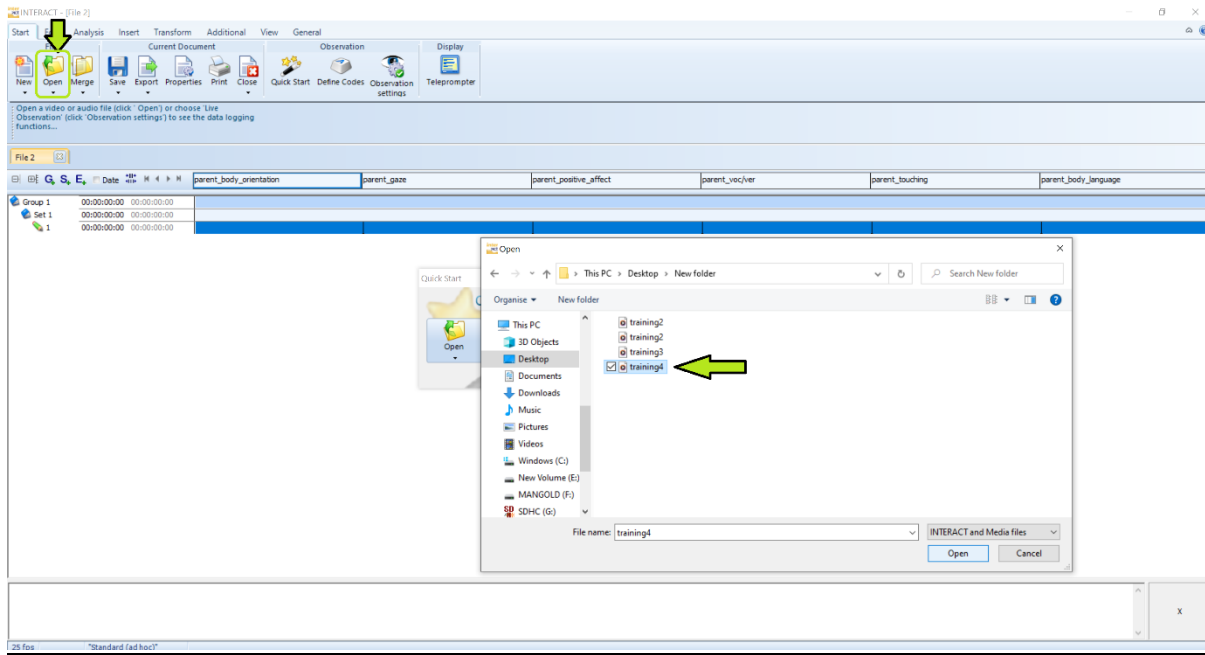 INTERACT - [File 2]
Start Analysis Insert Transform Additional View General
Current Document Observation Display
New Open Merge Save Export Properties Print Close Quick Start Define Codes Observation settings Teleprompter
Open a video or audio file (click ' Open') or choose 'Live
Observation' (click 'Observation settings') to see the data logging
functions...
File 2
G, S, E, Date parent_body_orientation parent_gaze parent_positive_affect parent_voc/ver parent_touching parent_body_language
Group 1 00:00:00:00 00:00:00:00
Set 1 00:00:00:00 00:00:00:00
1 00:00:00:00 00:00:00:00
Quick Start
Open
Open
This PC > Desktop > New folder
Search New folder
Organise New folder
This PC
3D Objects
Desktop
Documents
Downloads
Music
Pictures
Videos
Windows (C:)
New Volume (E:)
MANGOLD (F:)
SDHC (G:)
training2
training2
training3
training4
File name: training4 INTERACT and Media files
Open Cancel
X
25 fps "Standard (ad hoc)"